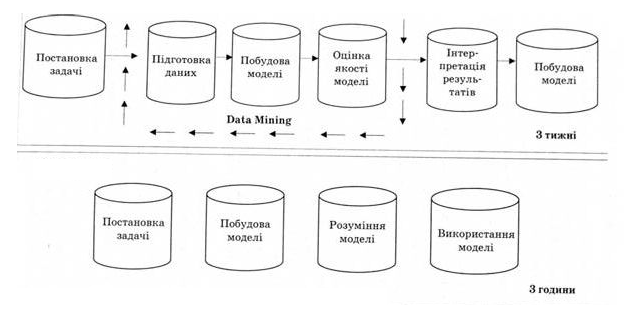 Постановка
задачі
Підготовка
даних
Побудова
моделі
Оцінка
якості
моделі
Інтер-
претація
резуль-
татів
Побудова
моделі
Data Mining
3 тижні
Постановка
задачі
Побудова
моделі
Розуміння
моделі
Використання
моделі
3 години